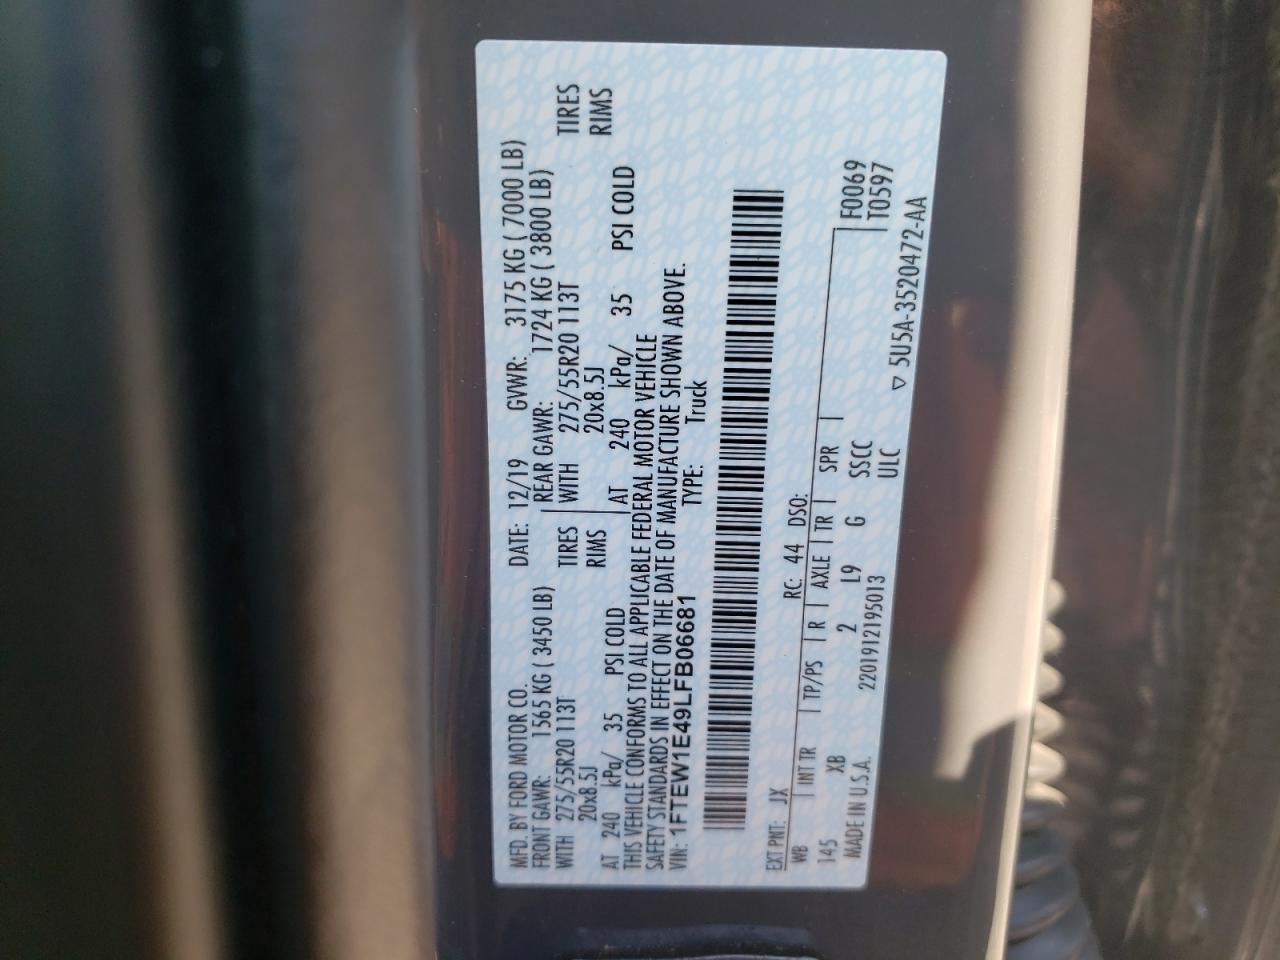 MFD. BY FORD MOTOR CO.
DATE: 12/19 GVWR: 3175 KG ( 7000 LB)
FRONT GAWR: 1565 KG ( 3450 LB) REAR GAWR: 1724 KG ( 3800 LB)
WITH 275/55R20 113T TIRES WITH 275/55R20 113T TIRES
20x8.5J RIMS 20x8.5J RIMS
AT 240 kPa/ 35 PSI COLD AT 240 kPa/ 35 PSI COLD
THIS VEHICLE CONFORMS TO ALL APPLICABLE FEDERAL MOTOR VEHICLE
SAFETY STANDARDS IN EFFECT ON THE DATE OF MANUFACTURE SHOWN ABOVE.
VIN: 1FTEW1E49LFB06681 TYPE: Truck
EXT PNT: JX RC: 44 DSO:
WB INT TR TP/PS R AXLE TR SPR F0069
145 XB 2 L9 G SSCC T0597
MADE IN U.S.A. 2201912195013 ULC
▽ 5U5A-3520472-AA